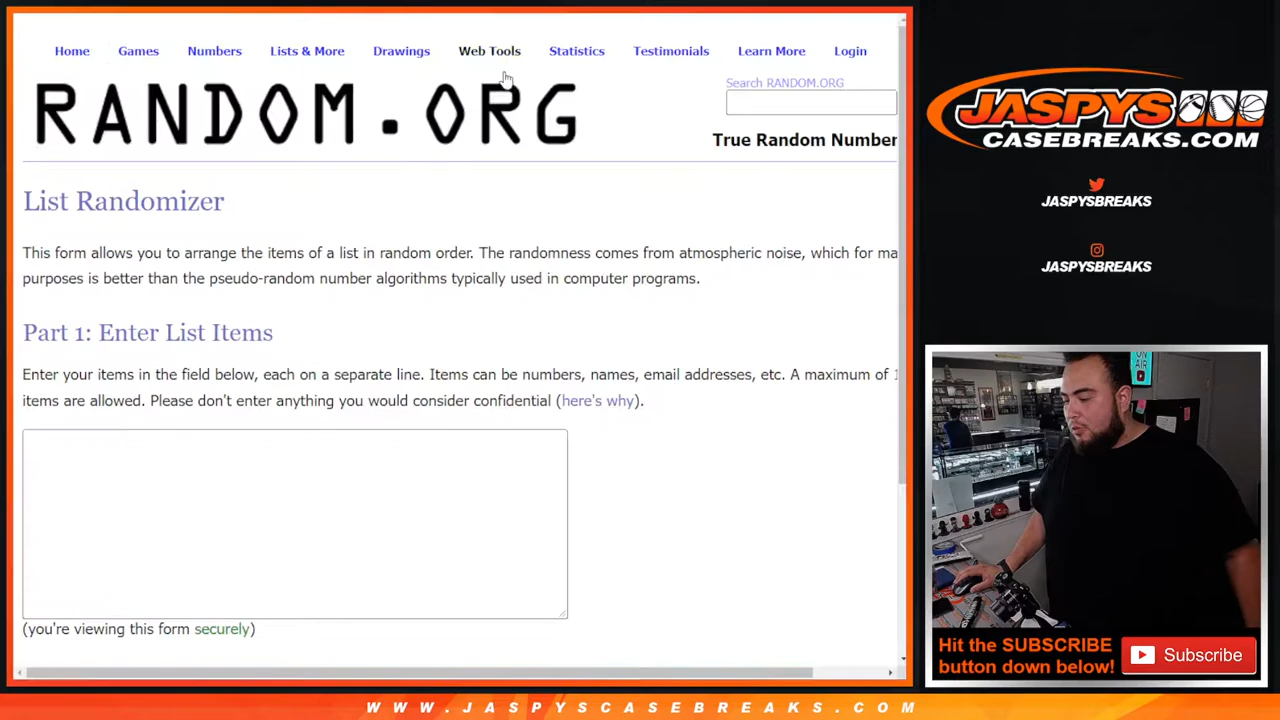 Home Games Numbers Lists & More Drawings Web Tools Statistics Testimonials Learn More Login
RANDOM.ORG
Search RANDOM.ORG
True Random Number
List Randomizer
This form allows you to arrange the items of a list in random order. The randomness comes from atmospheric noise, which for ma
purposes is better than the pseudo-random number algorithms typically used in computer programs.
Part 1: Enter List Items
Enter your items in the field below, each on a separate line. Items can be numbers, names, email addresses, etc. A maximum of 1
items are allowed. Please don't enter anything you would consider confidential (here's why).
(you're viewing this form securely)
JASPYS
CASEBREAKS.COM
JASPYSBREAKS
JASPYSBREAKS
ON AIR
Hit the SUBSCRIBE
button down below!
Subscribe
WWW.JASPYSCASEBREAKS.COM